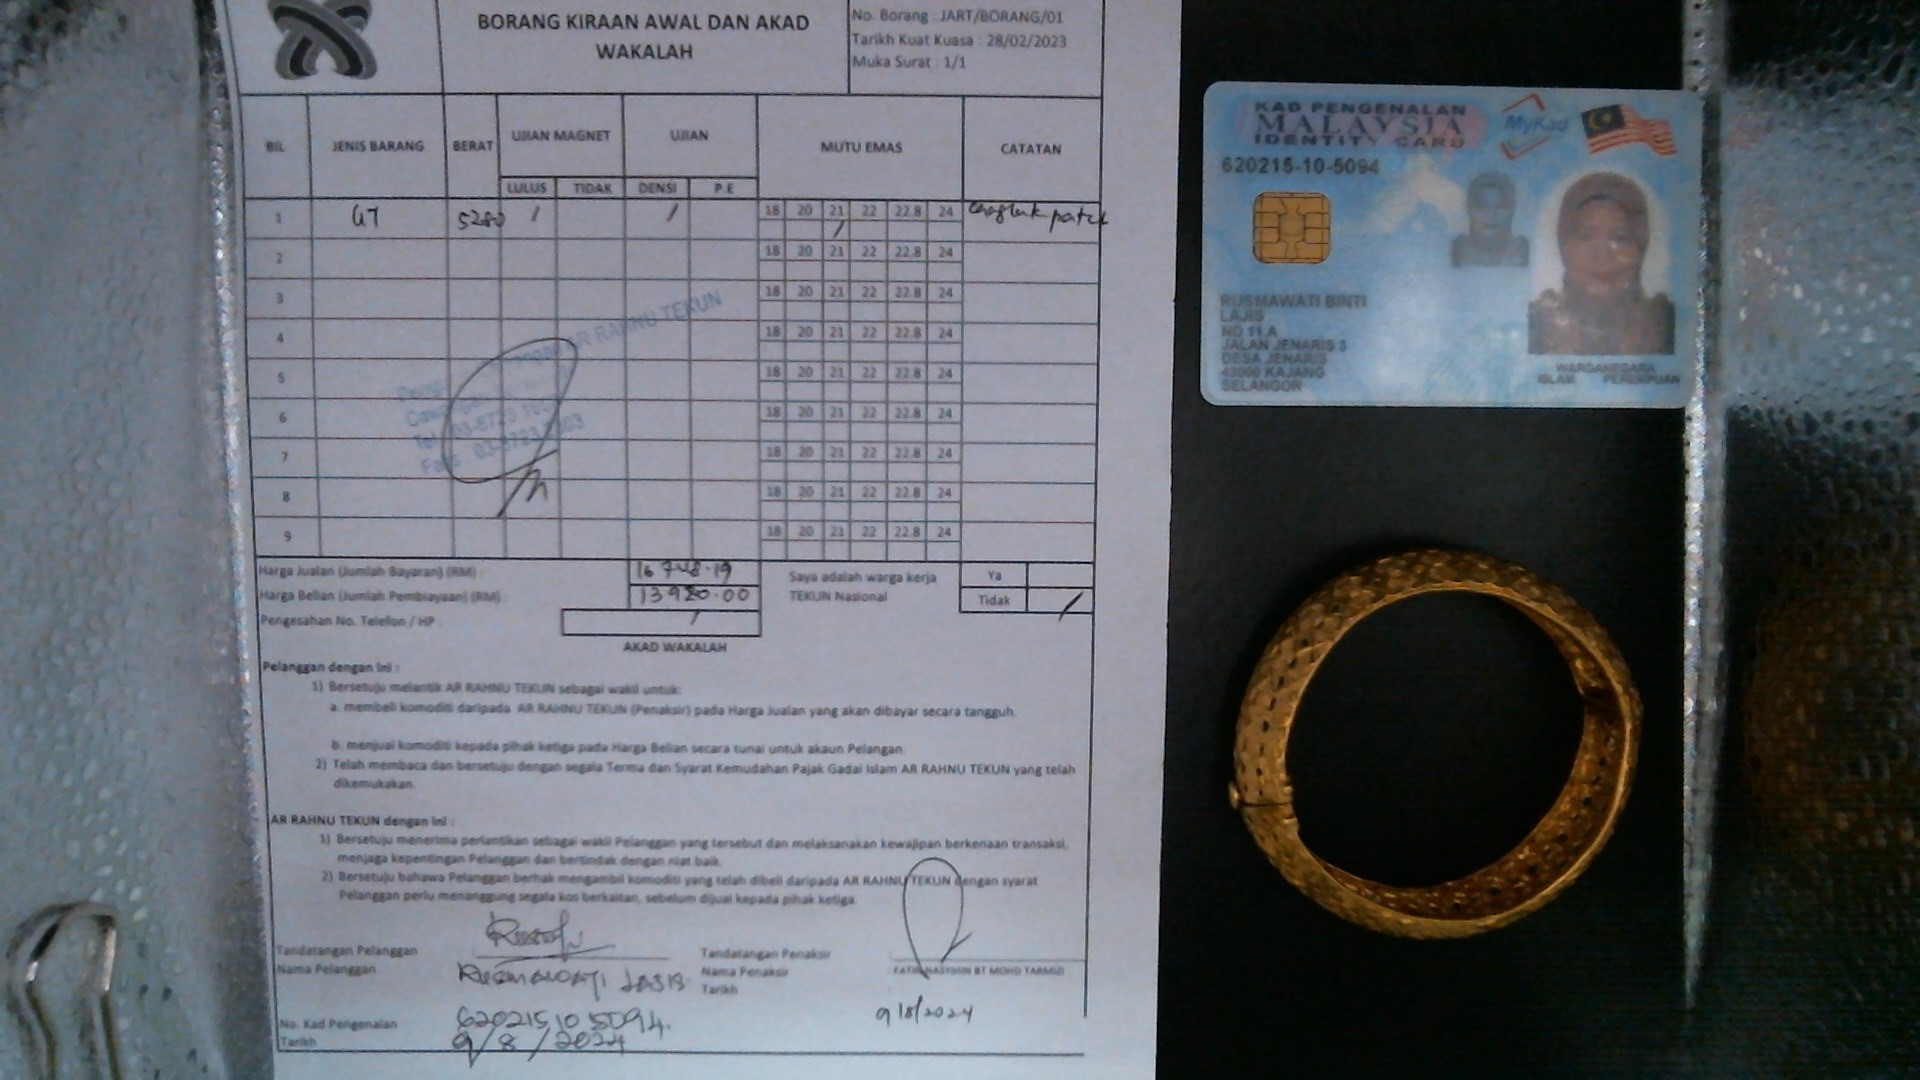 BORANG KIRAAN AWAL DAN AKAD
WAKALAH
No. Borang : JART/BORANG/01
Tarikh Kuat Kuasa : 28/02/2023
Muka Surat : 1/1
BIL JENIS BARANG BERAT UJIAN MAGNET UJIAN MUTU EMAS CATATAN
LULUS TIDAK DENSI P.E
1 GT 5280 / / 18 20 21 22 22.8 24
/
2 18 20 21 22 22.8 24
3 18 20 21 22 22.8 24
4 18 20 21 22 22.8 24
5 18 20 21 22 22.8 24
6 18 20 21 22 22.8 24
7 18 20 21 22 22.8 24
8 18 20 21 22 22.8 24
9 18 20 21 22 22.8 24
AR RAHNU TEKUN
Harga Jualan (Jumlah Bayaran) (RM) : 16748.19
Harga Belian (Jumlah Pembiayaan) (RM) : 13920.00
Pengesahan No. Telefon / HP : /
Saya adalah warga kerja Ya
TEKUN Nasional Tidak /
AKAD WAKALAH
Pelanggan dengan ini :
1) Bersetuju melantik AR RAHNU TEKUN sebagai wakil untuk:
a. membeli komoditi daripada AR RAHNU TEKUN (Penaksir) pada Harga Jualan yang akan dibayar secara tangguh.
b. menjual komoditi kepada pihak ketiga pada Harga Belian secara tunai untuk akaun Pelangan.
2) Telah membaca dan bersetuju dengan segala Terma dan Syarat Kemudahan Pajak Gadai Islam AR RAHNU TEKUN yang telah
dikemukakan.
AR RAHNU TEKUN dengan ini :
1) Bersetuju menerima perlantikan sebagai wakil Pelanggan yang tersebut dan melaksanakan kewajipan berkenaan transaksi,
menjaga kepentingan Pelanggan dan bertindak dengan niat baik.
2) Bersetuju bahawa Pelanggan berhak mengambil komoditi yang telah dibeli daripada AR RAHNU TEKUN dengan syarat
Pelanggan perlu menanggung segala kos berkaitan, sebelum dijual kepada pihak ketiga.
Tandatangan Pelanggan
Nama Pelanggan RUSMAWATI LAJIS
No. Kad Pengenalan 620215 10 5094
Tarikh 9/8/2024
Tandatangan Penaksir
Nama Penaksir BT MOHD TARMIZI
Tarikh 9/8/2024
KAD PENGENALAN
MALAYSIA
IDENTITY CARD
MyKad
620215-10-5094
RUSMAWATI BINTI
LAJIS
NO 11 A
JALAN JENARIS 3
DESA JENARIS
43000 KAJANG
SELANGOR
WARGANEGARA
ISLAM PEREMPUAN